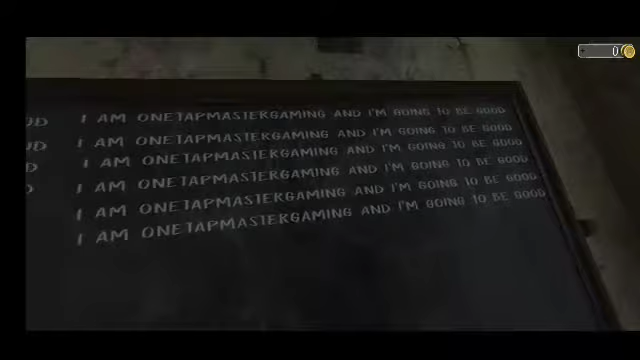 0
OD I AM ONETAPMASTERGAMING AND I'M GOING TO BE GOOD
OD I AM ONETAPMASTERGAMING AND I'M GOING TO BE GOOD
D I AM ONETAPMASTERGAMING AND I'M GOING TO BE GOOD
D I AM ONETAPMASTERGAMING AND I'M GOING TO BE GOOD
I AM ONETAPMASTERGAMING AND I'M GOING TO BE GOOD
I AM ONETAPMASTERGAMING AND I'M GOING TO BE GOOD